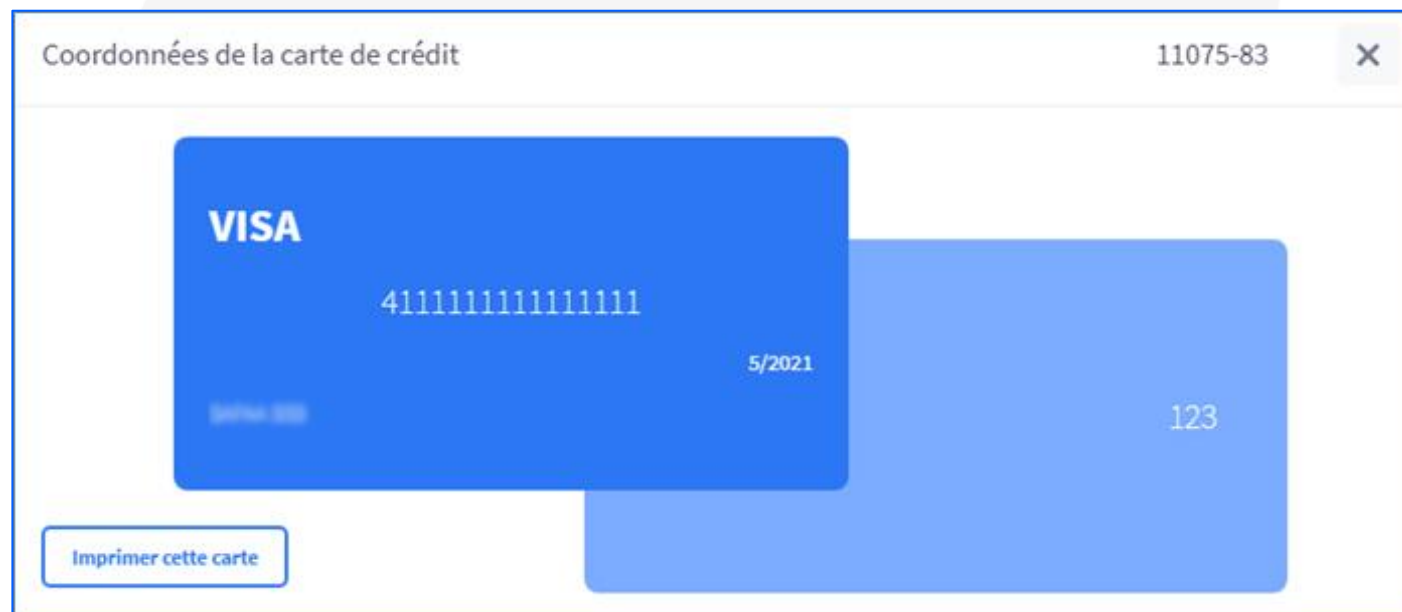 Coordonnées de la carte de crédit 11075-83 ×
VISA
4111111111111111
5/2021
123
Imprimer cette carte